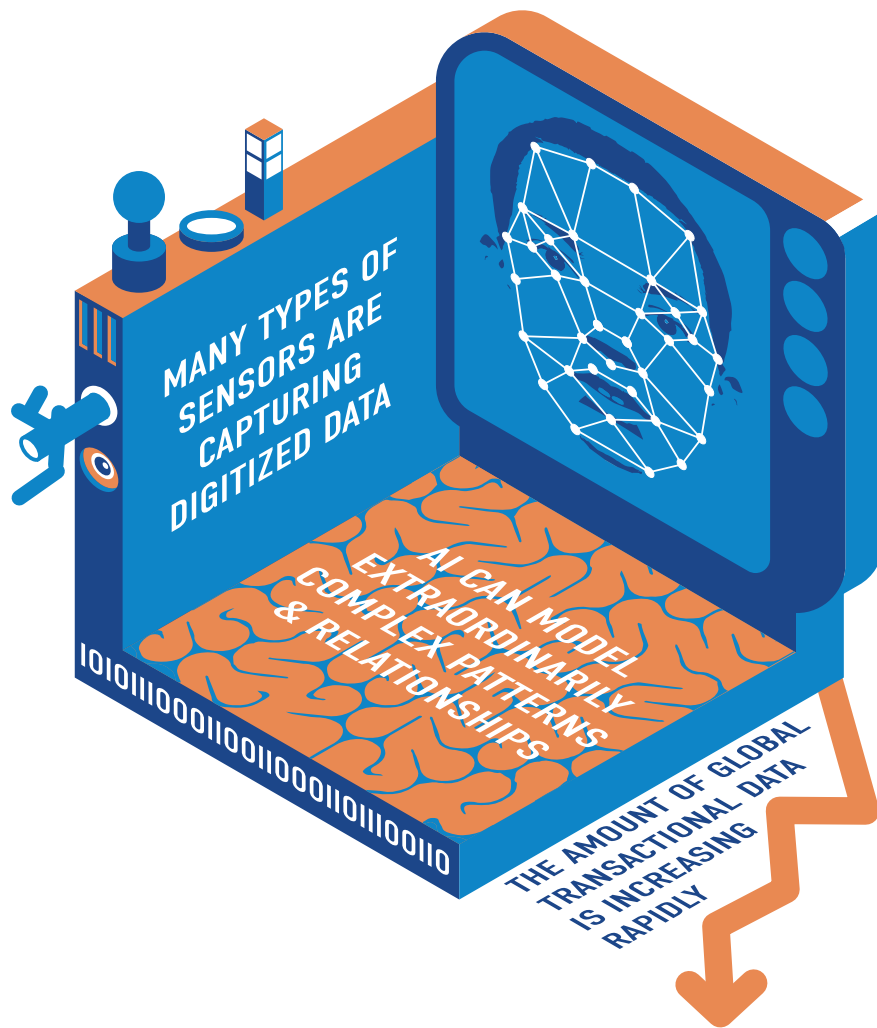 MANY TYPES OF
SENSORS ARE
CAPTURING
DIGITIZED DATA
AI CAN MODEL
EXTRAORDINARILY
COMPLEX PATTERNS
& RELATIONSHIPS
1010111000110011000110111100110
THE AMOUNT OF GLOBAL
TRANSACTIONAL DATA
IS INCREASING
RAPIDLY